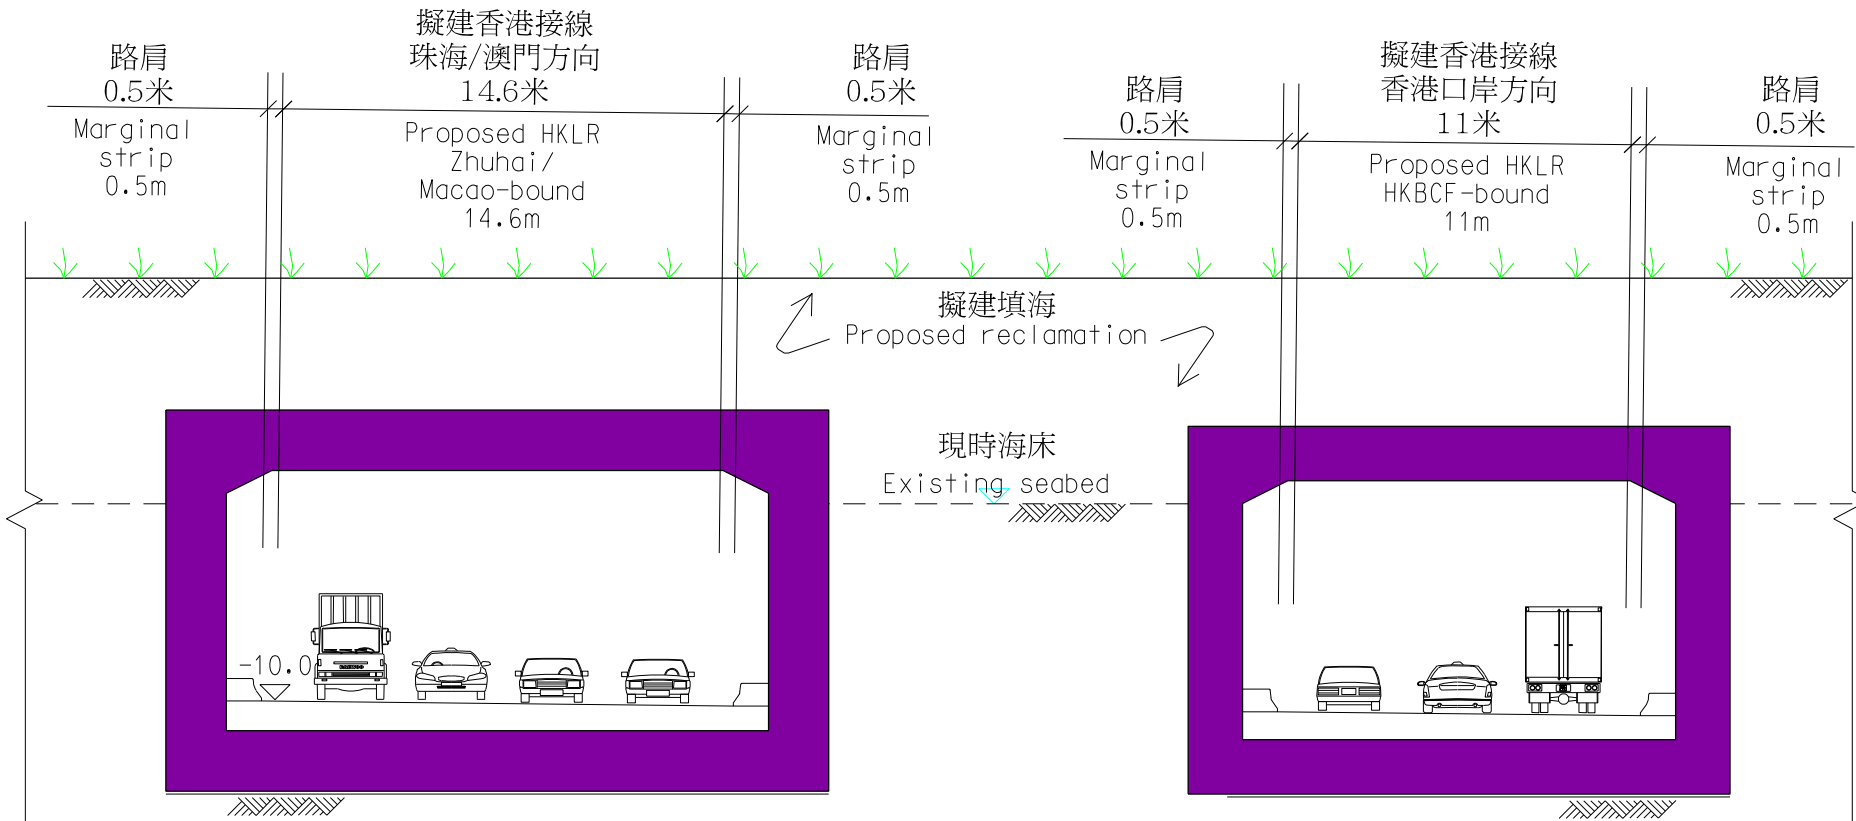 路肩
0.5米
Marginal
strip
0.5m
擬建香港接線
珠海/澳門方向
14.6米
Proposed HKLR
Zhuhai/
Macao-bound
14.6m
路肩
0.5米
Marginal
strip
0.5m
路肩
0.5米
Marginal
strip
0.5m
擬建香港接線
香港口岸方向
11米
Proposed HKLR
HKBCF-bound
11m
路肩
0.5米
Marginal
strip
0.5m
擬建填海
Proposed reclamation
現時海床
Existing seabed
-10.0